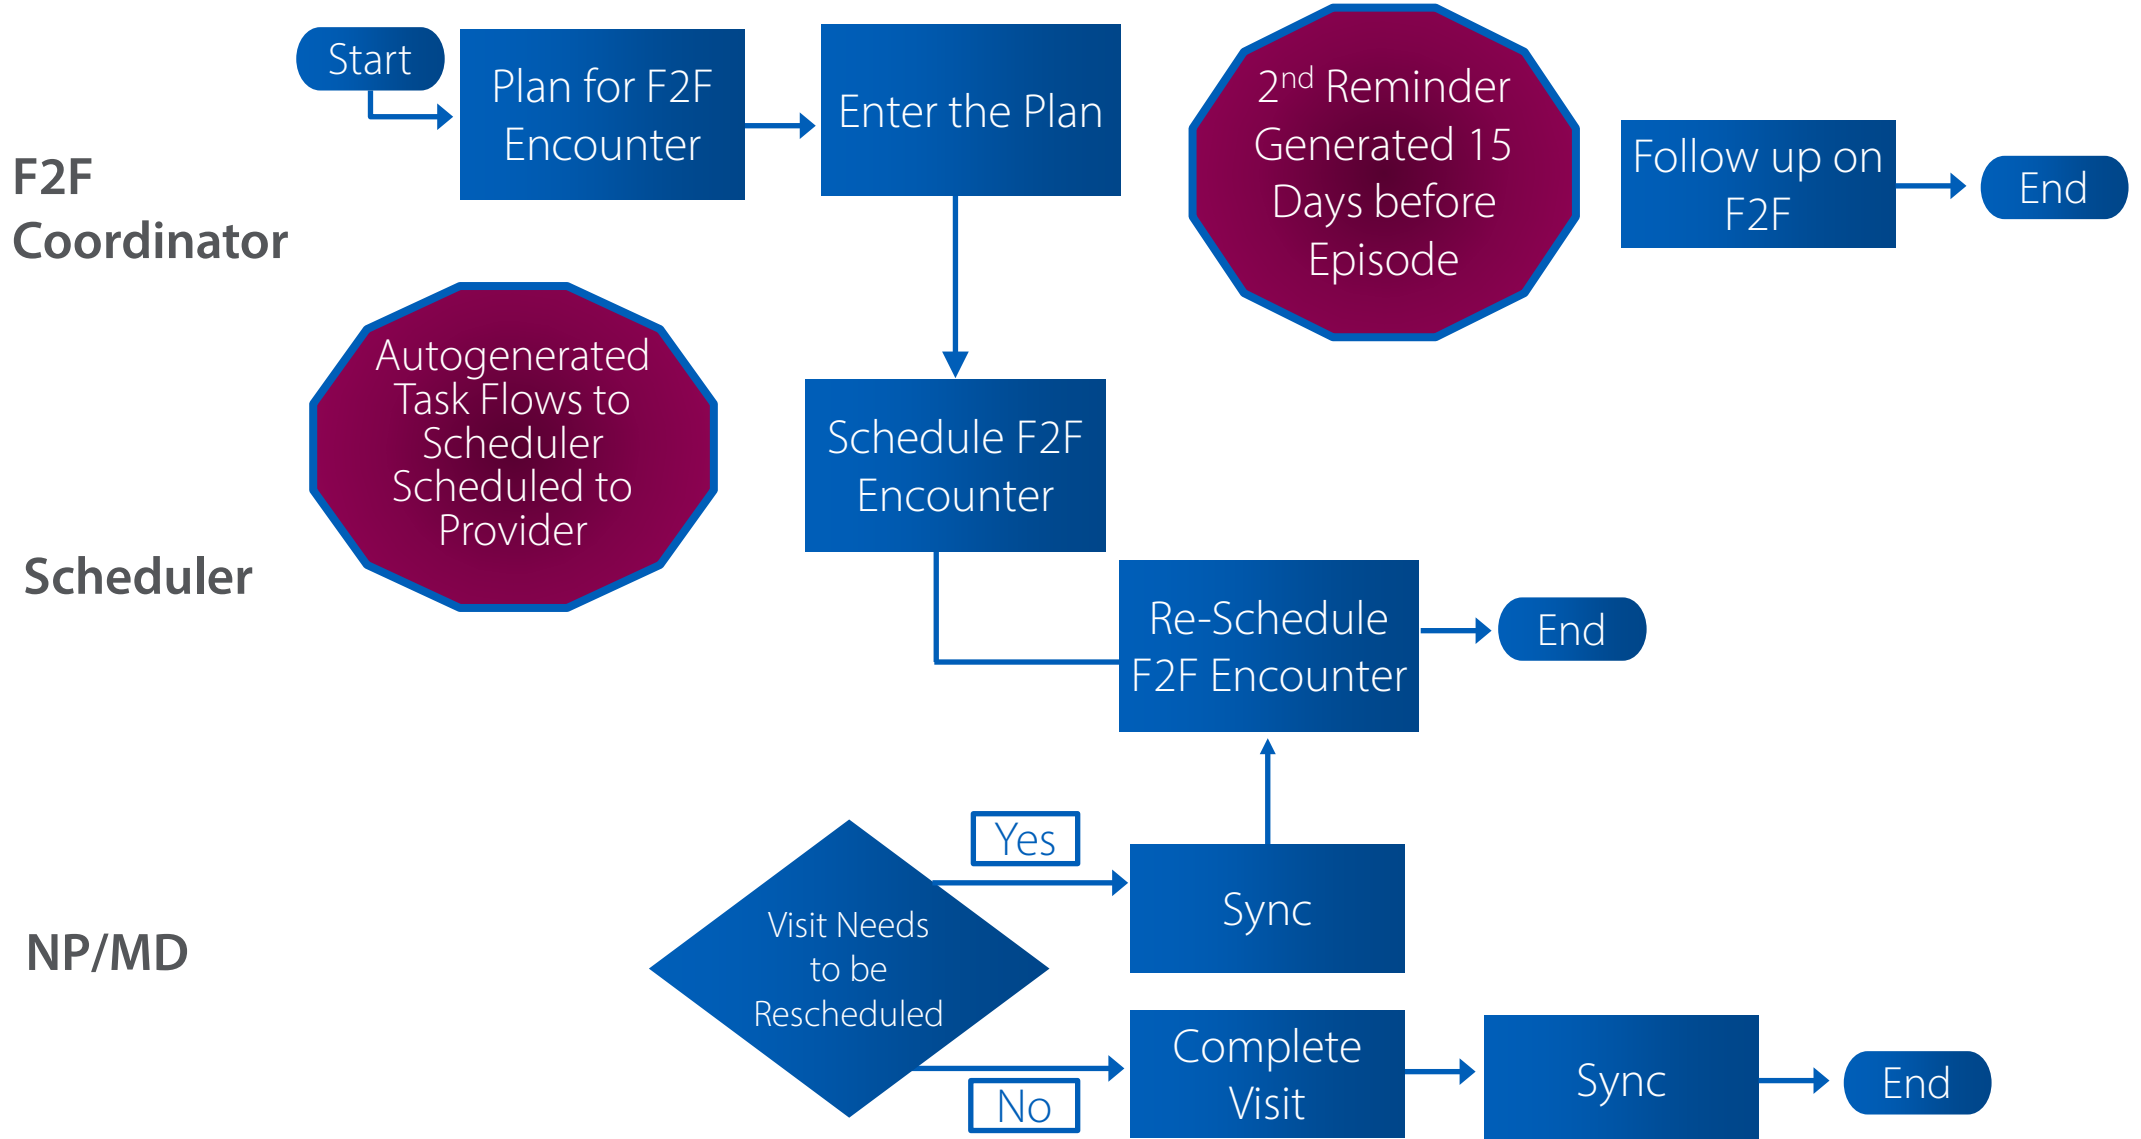 Start
Plan for F2F
Encounter
Enter the Plan
2nd Reminder
Generated 15
Days before
Episode
Follow up on
F2F
End
F2F
Coordinator
Autogenerated
Task Flows to
Scheduler
Scheduled to
Provider
Schedule F2F
Encounter
Scheduler
Re-Schedule
F2F Encounter
End
Yes
Sync
Visit Needs
to be
Rescheduled
NP/MD
No
Complete
Visit
Sync
End